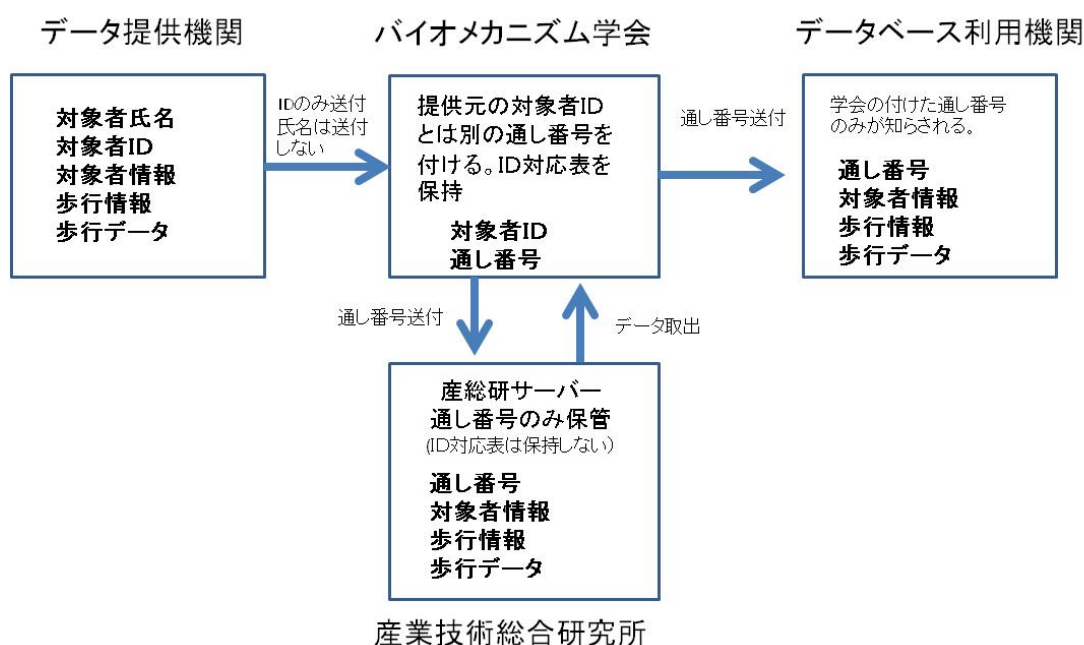 データ提供機関
バイオメカニズム学会
データベース利用機関
対象者氏名
対象者ID
対象者情報
歩行情報
歩行データ
IDのみ送付
氏名は送付
しない
提供元の対象者ID
とは別の通し番号を
付ける。ID対応表を
保持
対象者ID
通し番号
通し番号送付
学会の付けた通し番号
のみが知らされる。
通し番号
対象者情報
歩行情報
歩行データ
通し番号送付
データ取出
産総研サーバー
通し番号のみ保管
(ID対応表は保持しない)
通し番号
対象者情報
歩行情報
歩行データ
産業技術総合研究所